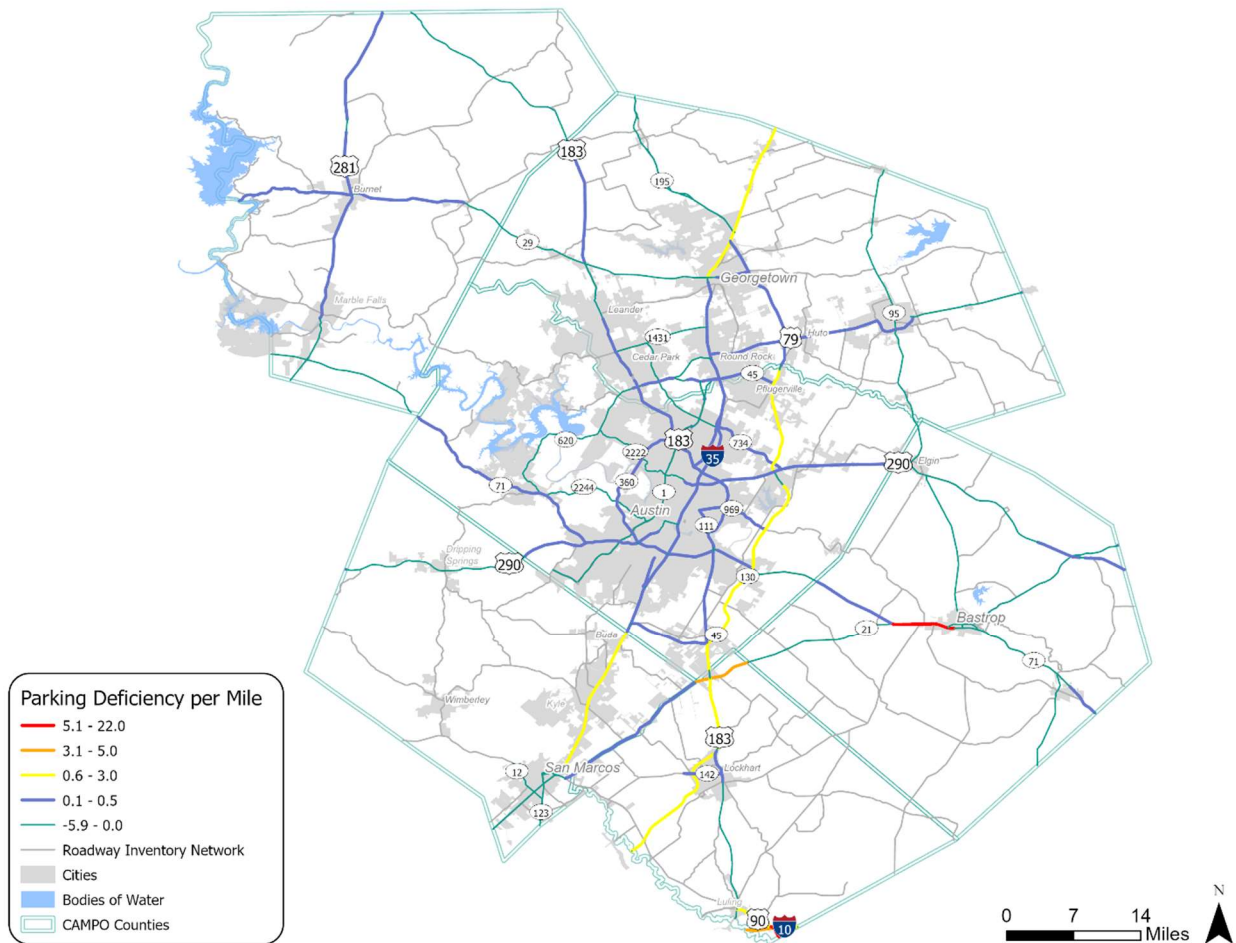 183
281
Burnet
195
29
Georgetown
Marble Falls
Leander
95
1431
79
Huto
Cedar Park
Round Rock
45
Pflugerville
620
183
734
2222
35
290
Elgin
71
2244
360
1
969
Austin
111
Dripping
Springs
290
130
21
Bastrop
Buda
45
71
Wimberley
Kyle
183
12
San Marcos
142
Lockhart
123
Luling
90
10
Parking Deficiency per Mile
5.1 - 22.0
3.1 - 5.0
0.6 - 3.0
0.1 - 0.5
-5.9 - 0.0
Roadway Inventory Network
Cities
Bodies of Water
CAMPO Counties
N
0 7 14
Miles